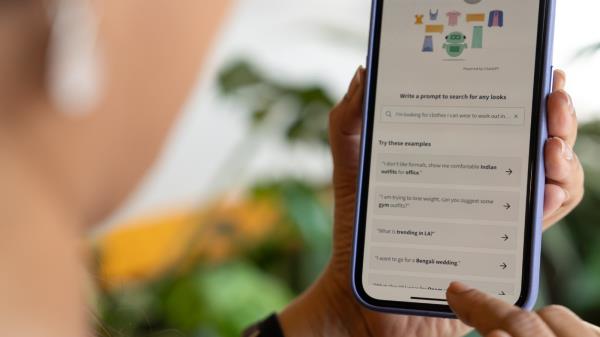 Powered by ChatGPT
Write a prompt to search for any looks
I'm looking for clothes i can wear to work out in... ×
Try these examples
"I don't like formals, show me comfortable Indian
outfits for office."
"I am trying to lose weight. Can you suggest some
gym outfits?"
"What is trending in LA?"
"I want to go for a Bengali wedding."